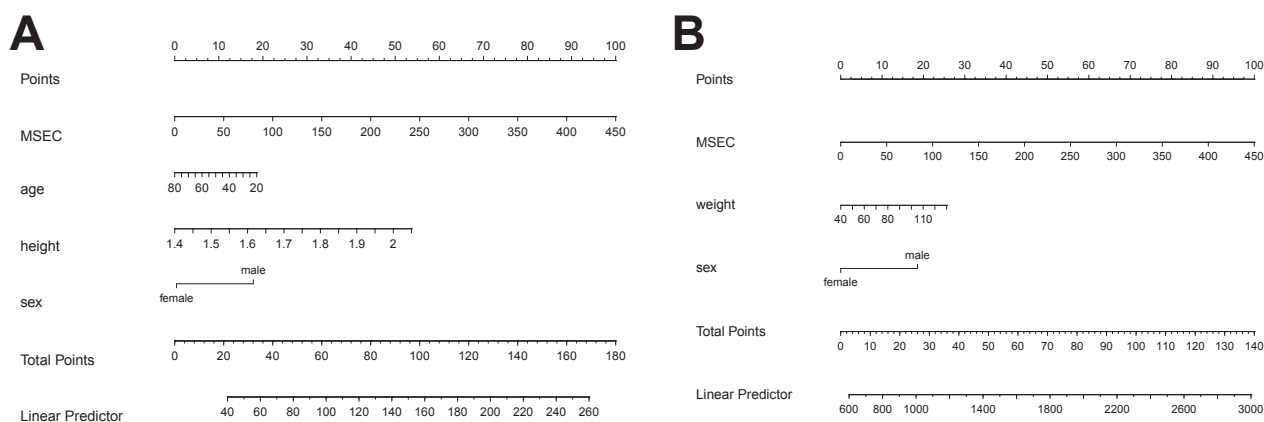 A
0 10 20 30 40 50 60 70 80 90 100
Points
MSEC
0 50 100 150 200 250 300 350 400 450
age
80 60 40 20
height
1.4 1.5 1.6 1.7 1.8 1.9 2
male
sex
female
Total Points
0 20 40 60 80 100 120 140 160 180
Linear Predictor
40 60 80 100 120 140 160 180 200 220 240 260
B
0 10 20 30 40 50 60 70 80 90 100
Points
MSEC
0 50 100 150 200 250 300 350 400 450
weight
40 60 80 110
male
sex
female
Total Points
0 10 20 30 40 50 60 70 80 90 100 110 120 130 140
Linear Predictor
600 800 1000 1400 1800 2200 2600 3000